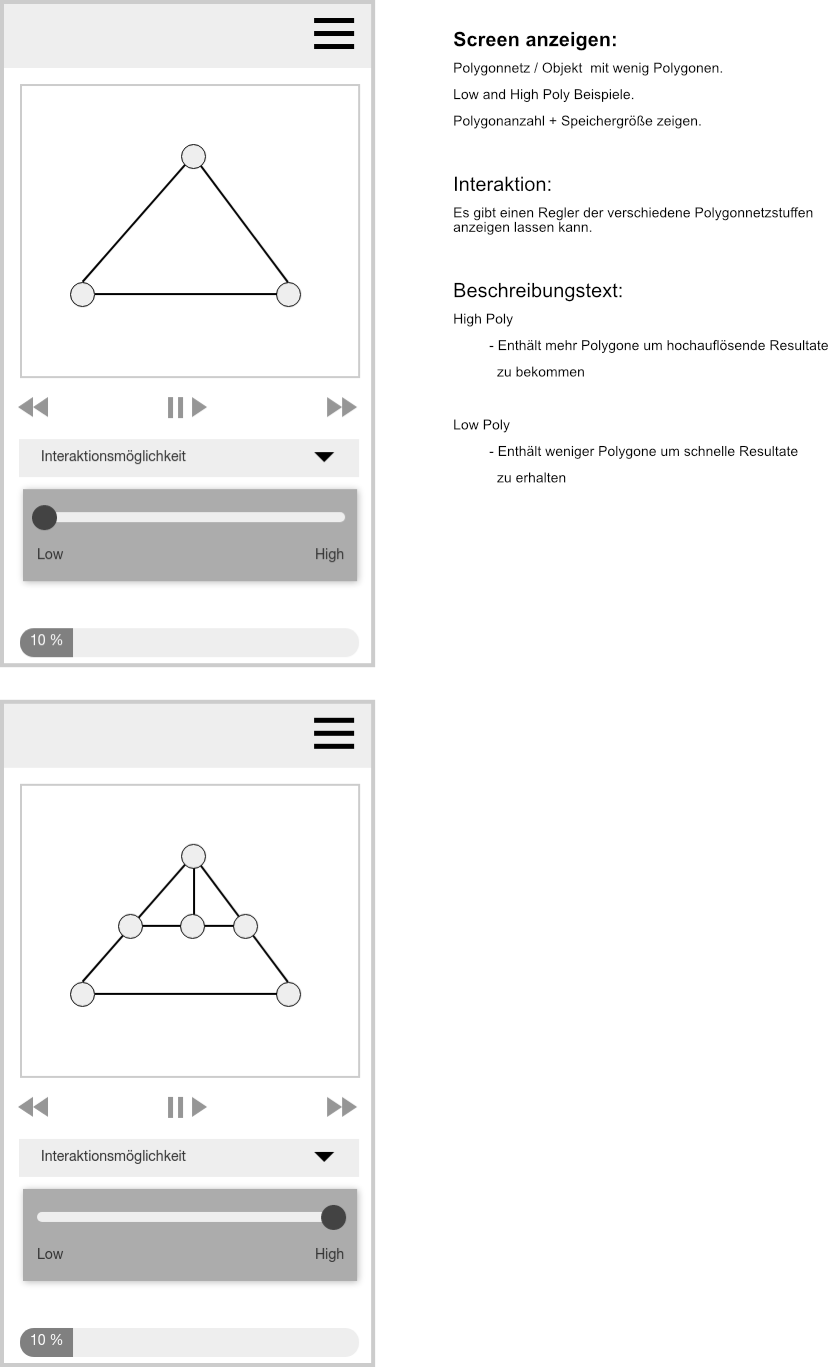 Screen anzeigen:
Polygonnetz / Objekt  mit wenig Polygonen.
Low and High Poly Beispiele.
Polygonanzahl + Speichergröße zeigen.
Interaktion:
Es gibt einen Regler der verschiedene Polygonnetzstuffen
anzeigen lassen kann.
Beschreibungstext:
High Poly
- Enthält mehr Polygone um hochauflösende Resultate
zu bekommen
Low Poly
- Enthält weniger Polygone um schnelle Resultate
zu erhalten
Interaktionsmöglichkeit
Low High
10 %
Interaktionsmöglichkeit
Low High
10 %